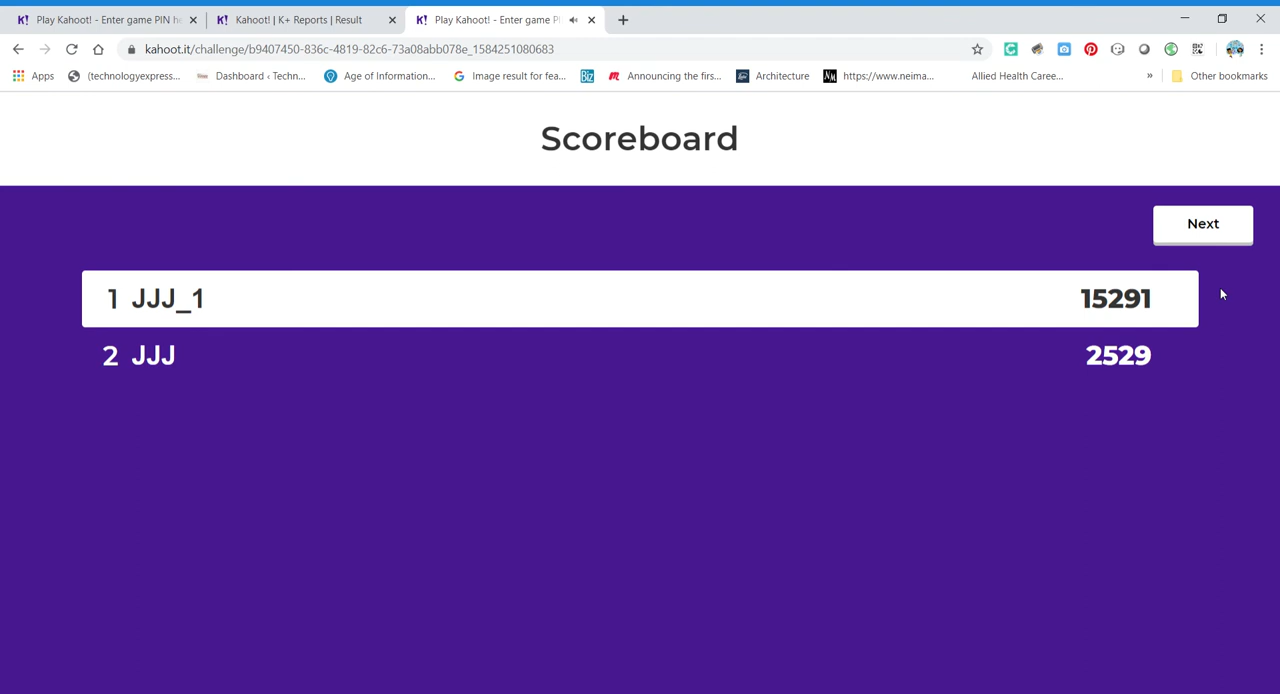 K! Play Kahoot! - Enter game PIN h
K! Kahoot! | K+ Reports | Result
K! Play Kahoot! - Enter game P
kahoot.it/challenge/b9407450-836c-4819-82c6-73a08abb078e_1584251080683
Apps
(technologyexpress...
Dashboard ‹ Techn...
Age of Information...
G Image result for fea...
Biz
Announcing the firs...
Architecture
NM https://www.neima...
Allied Health Caree...
»
Other bookmarks
Scoreboard
Next
1 JJJ_1 15291
2 JJJ 2529